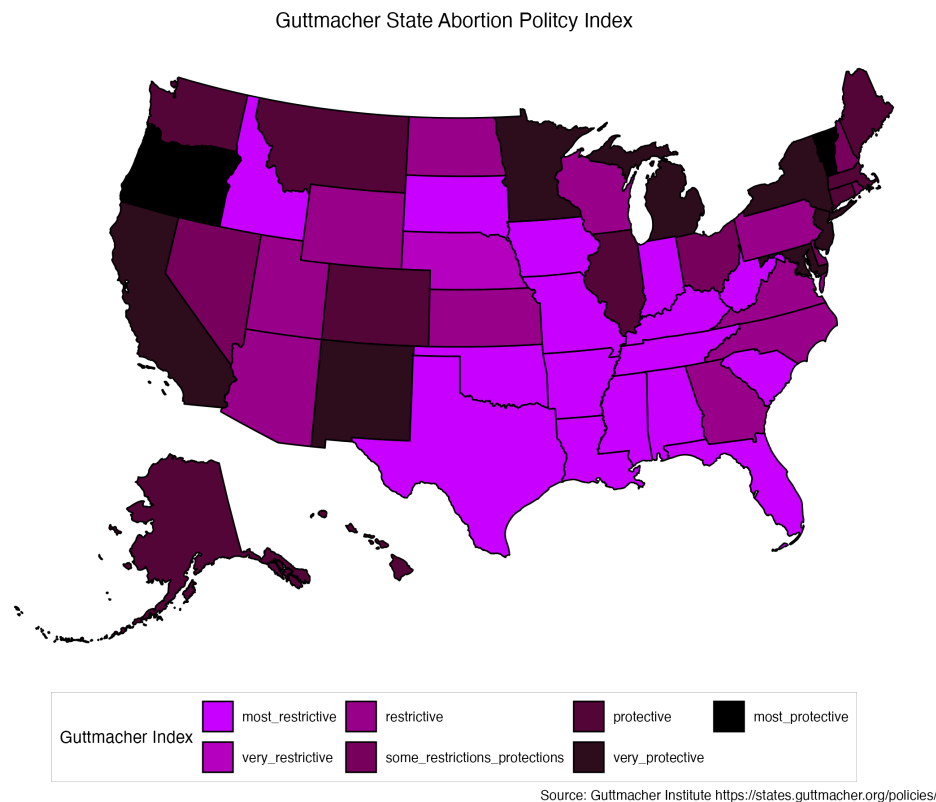 Guttmacher State Abortion Politcy Index
Guttmacher Index
most_restrictive
restrictive
protective
most_protective
very_restrictive
some_restrictions_protections
very_protective
Source: Guttmacher Institute https://states.guttmacher.org/policies/